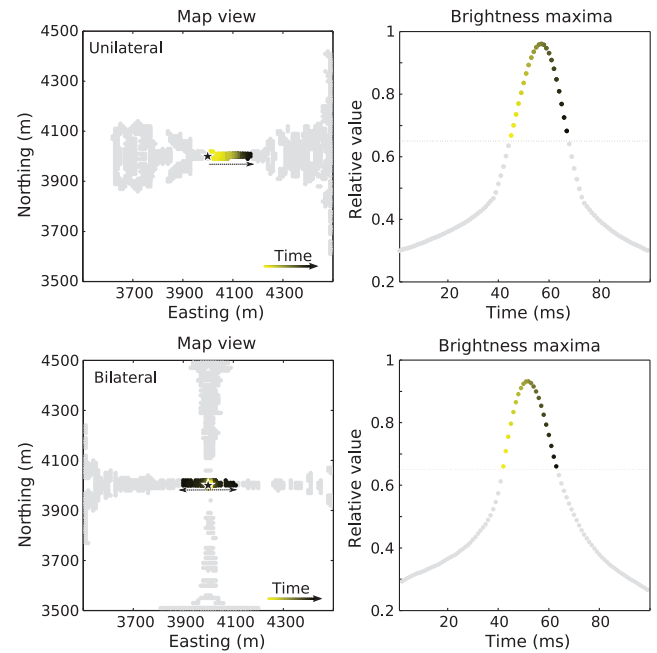 Map view
Brightness maxima
Unilateral
4500
4300
4100
3900
3700
3500
Northing (m)
Time
3700 3900 4100 4300
Easting (m)
1
0.8
0.6
0.4
0.2
Relative value
20 40 60 80
Time (ms)
Map view
Brightness maxima
Bilateral
4500
4300
4100
3900
3700
3500
Northing (m)
Time
3700 3900 4100 4300
Easting (m)
1
0.8
0.6
0.4
0.2
Relative value
20 40 60 80
Time (ms)